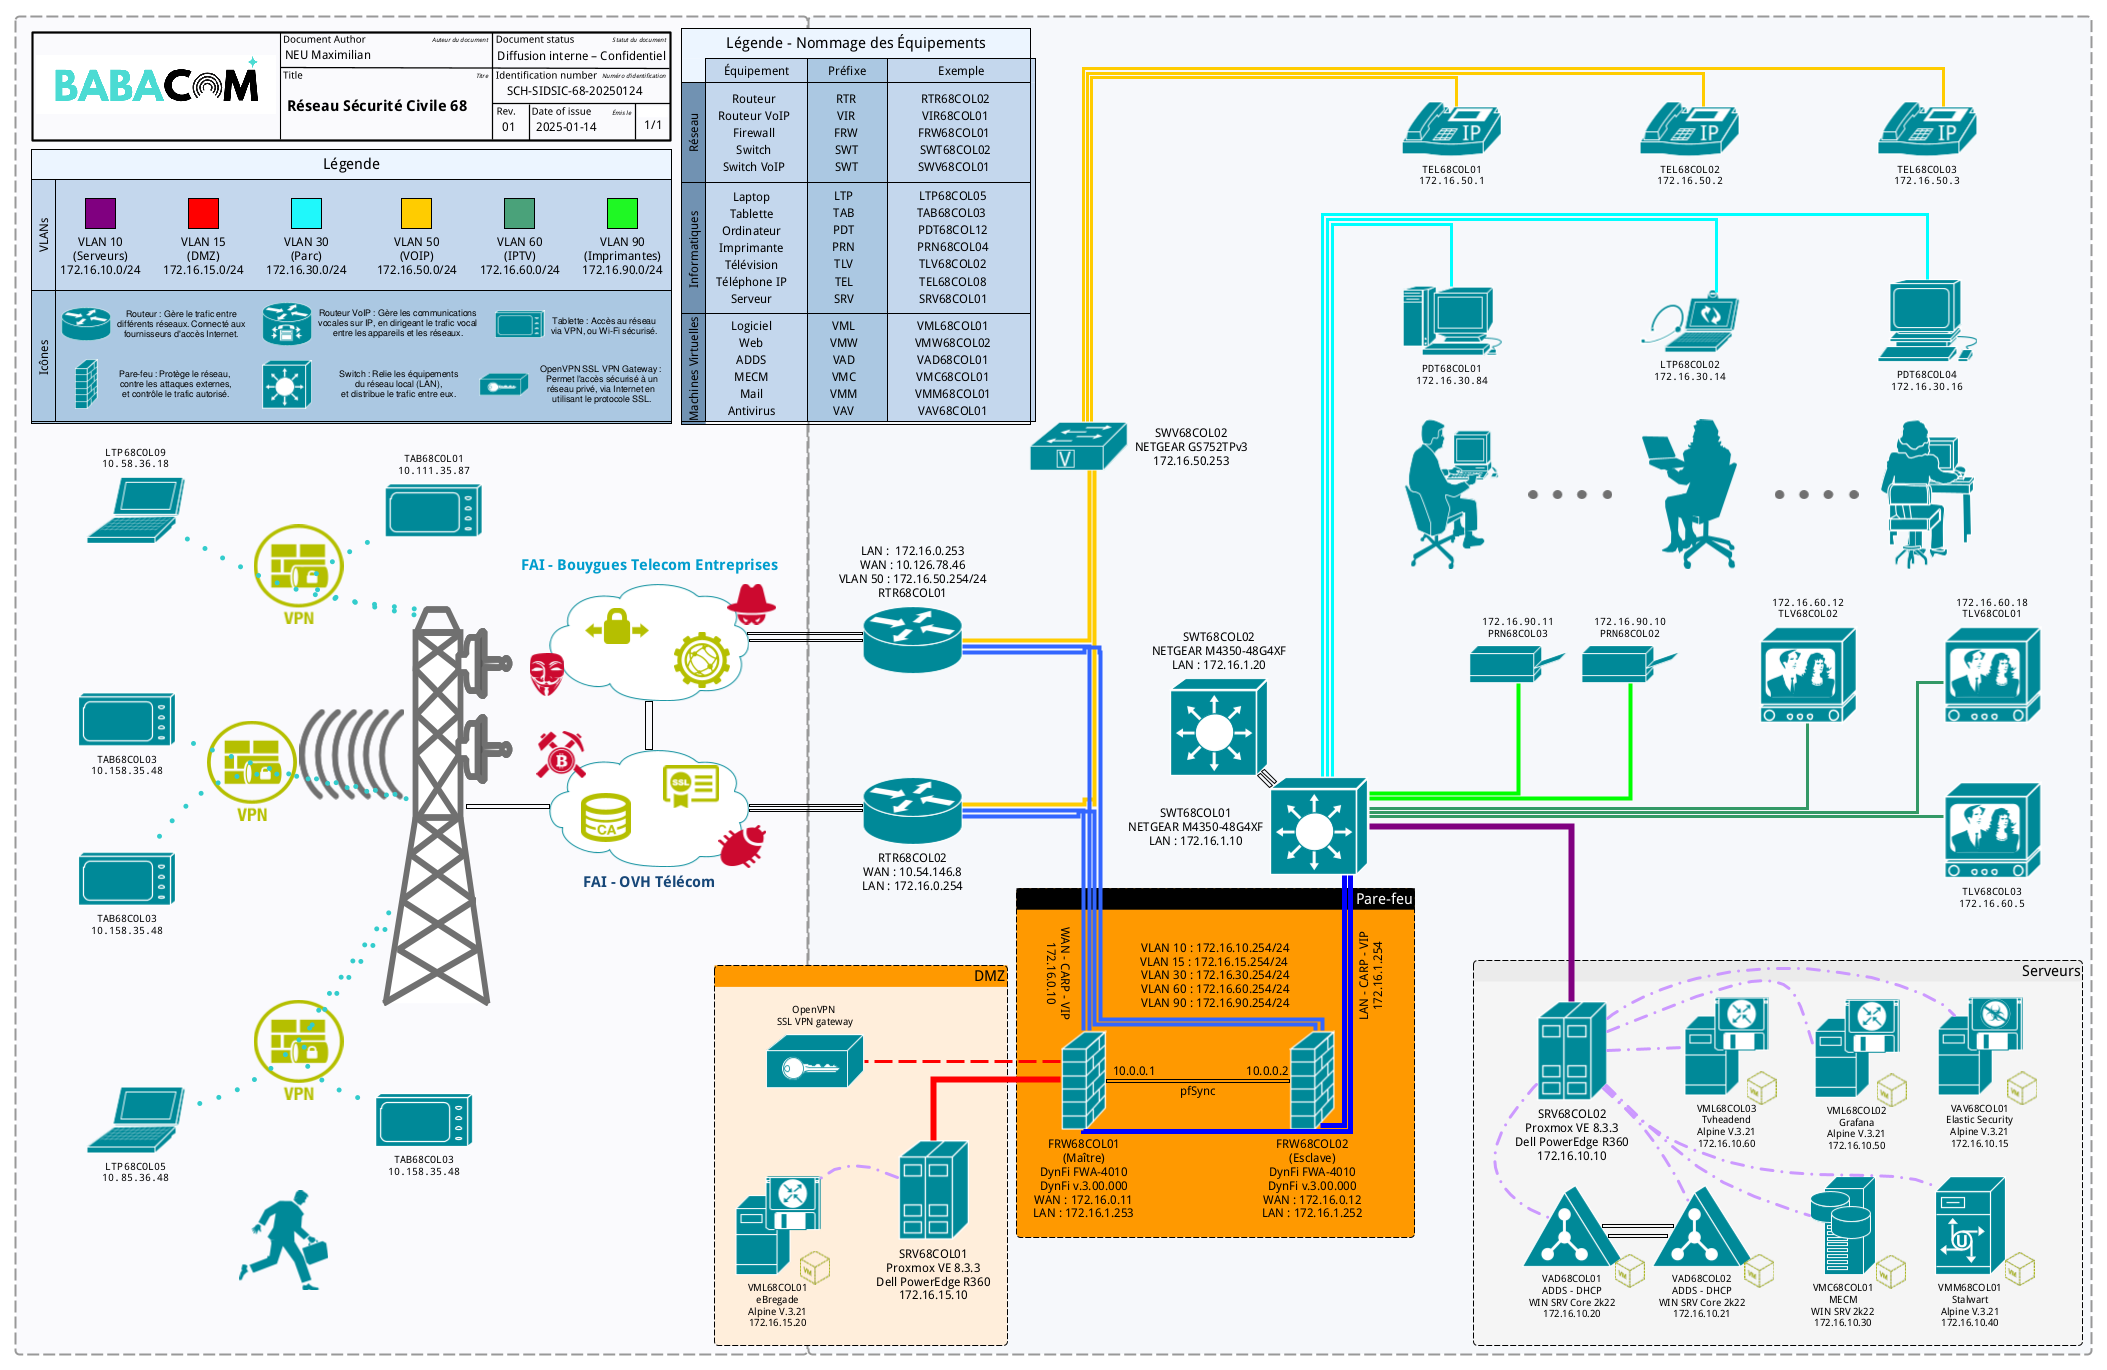 BABACOM
Document Author Auteur du document
NEU Maximilian
Document status Statut du document
Diffusion interne – Confidentiel
Title Titre
Réseau Sécurité Civile 68
Identification number Numéro d'identification
SCH-SIDSIC-68-20250124
Rev.
01
Date of issue Émis le
2025-01-14
1/1
Légende
VLANs
VLAN 10
(Serveurs)
172.16.10.0/24
VLAN 15
(DMZ)
172.16.15.0/24
VLAN 30
(Parc)
172.16.30.0/24
VLAN 50
(VOIP)
172.16.50.0/24
VLAN 60
(IPTV)
172.16.60.0/24
VLAN 90
(Imprimantes)
172.16.90.0/24
Icônes
Routeur : Gère le trafic entre
différents réseaux. Connecté aux
fournisseurs d'accès Internet.
Routeur VoIP : Gère les communications
vocales sur IP, en dirigeant le trafic vocal
entre les appareils et les réseaux.
Tablette : Accès au réseau
via VPN, ou Wi-Fi sécurisé.
Pare-feu : Protège le réseau,
contre les attaques externes,
et contrôle le trafic autorisé.
Switch : Relie les équipements
du réseau local (LAN),
et distribue le trafic entre eux.
OpenVPN SSL VPN Gateway :
Permet l'accès sécurisé à un
réseau privé, via Internet en
utilisant le protocole SSL.
Légende - Nommage des Équipements
Équipement Préfixe Exemple
Réseau
Routeur RTR RTR68COL02
Routeur VoIP VIR VIR68COL01
Firewall FRW FRW68COL01
Switch SWT SWT68COL02
Switch VoIP SWT SWV68COL01
Informatiques
Laptop LTP LTP68COL05
Tablette TAB TAB68COL03
Ordinateur PDT PDT68COL12
Imprimante PRN PRN68COL04
Télévision TLV TLV68COL02
Téléphone IP TEL TEL68COL08
Serveur SRV SRV68COL01
Machines Virtuelles
Logiciel VML VML68COL01
Web VMW VMW68COL02
ADDS VAD VAD68COL01
MECM VMC VMC68COL01
Mail VMM VMM68COL01
Antivirus VAV VAV68COL01
IP
TEL68COL01
172.16.50.1
IP
TEL68COL02
172.16.50.2
IP
TEL68COL03
172.16.50.3
PDT68COL01
172.16.30.84
LTP68COL02
172.16.30.14
PDT68COL04
172.16.30.16
V
SWV68COL02
NETGEAR GS752TPv3
172.16.50.253
LTP68COL09
10.58.36.18
TAB68COL01
10.111.35.87
VPN
TAB68COL03
10.158.35.48
VPN
TAB68COL03
10.158.35.48
VPN
LTP68COL05
10.85.36.48
TAB68COL03
10.158.35.48
FAI - Bouygues Telecom Entreprises
B
SSL
CA
FAI - OVH Télécom
LAN : 172.16.0.253
WAN : 10.126.78.46
VLAN 50 : 172.16.50.254/24
RTR68COL01
RTR68COL02
WAN : 10.54.146.8
LAN : 172.16.0.254
SWT68COL02
NETGEAR M4350-48G4XF
LAN : 172.16.1.20
SWT68COL01
NETGEAR M4350-48G4XF
LAN : 172.16.1.10
172.16.90.11
PRN68COL03
172.16.90.10
PRN68COL02
172.16.60.12
TLV68COL02
172.16.60.18
TLV68COL01
TLV68COL03
172.16.60.5
Pare-feu
WAN - CARP - VIP
172.16.0.10
VLAN 10 : 172.16.10.254/24
VLAN 15 : 172.16.15.254/24
VLAN 30 : 172.16.30.254/24
VLAN 60 : 172.16.60.254/24
VLAN 90 : 172.16.90.254/24
LAN - CARP - VIP
172.16.1.254
10.0.0.1
10.0.0.2
pfSync
FRW68COL01
(Maître)
DynFi FWA-4010
DynFi v.3.00.000
WAN : 172.16.0.11
LAN : 172.16.1.253
FRW68COL02
(Esclave)
DynFi FWA-4010
DynFi v.3.00.000
WAN : 172.16.0.12
LAN : 172.16.1.252
DMZ
OpenVPN
SSL VPN gateway
VM
VML68COL01
eBregade
Alpine V.3.21
172.16.15.20
SRV68COL01
Proxmox VE 8.3.3
Dell PowerEdge R360
172.16.15.10
Serveurs
SRV68COL02
Proxmox VE 8.3.3
Dell PowerEdge R360
172.16.10.10
VM
VML68COL03
Tvheadend
Alpine V.3.21
172.16.10.60
VM
VML68COL02
Grafana
Alpine V.3.21
172.16.10.50
VM
VAV68COL01
Elastic Security
Alpine V.3.21
172.16.10.15
VM
VAD68COL01
ADDS - DHCP
WIN SRV Core 2k22
172.16.10.20
VM
VAD68COL02
ADDS - DHCP
WIN SRV Core 2k22
172.16.10.21
VM
VMC68COL01
MECM
WIN SRV 2k22
172.16.10.30
U
VM
VMM68COL01
Stalwart
Alpine V.3.21
172.16.10.40